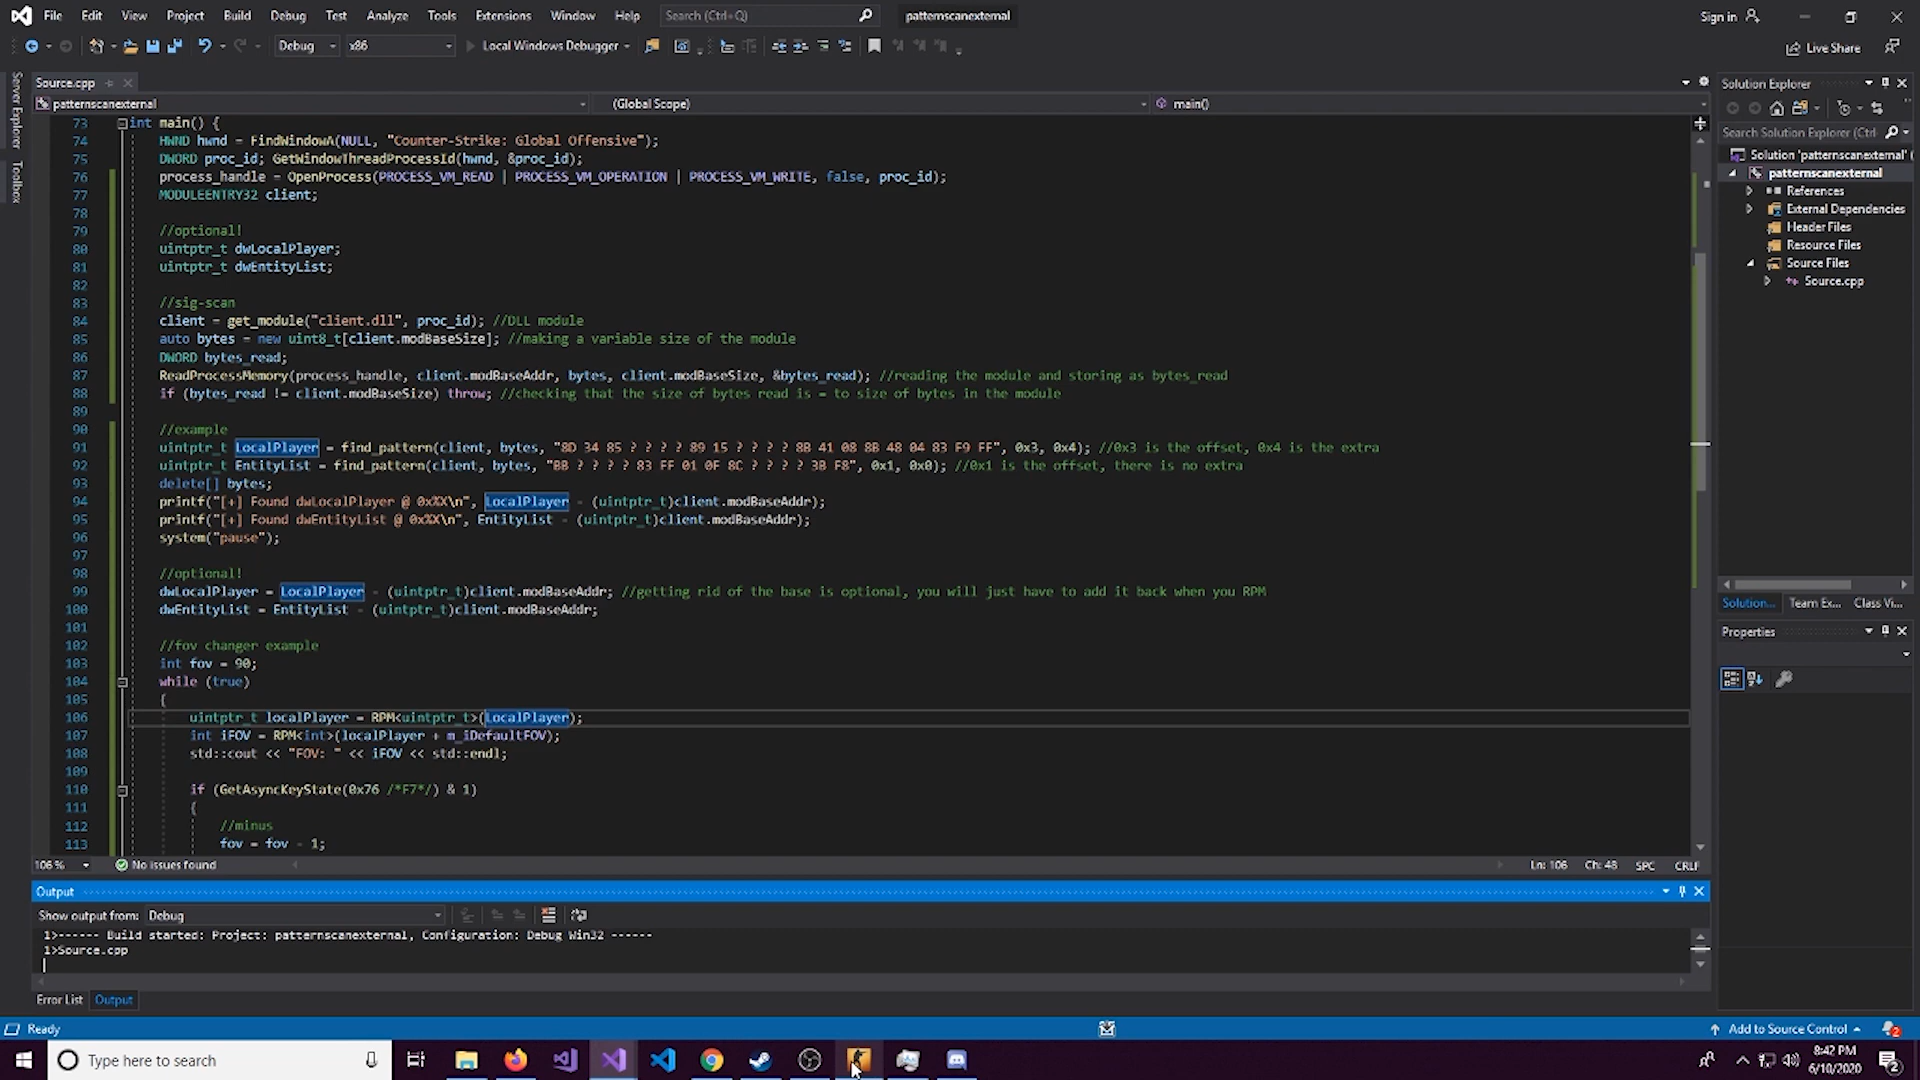 File Edit View Project Build Debug Test Analyze Tools Extensions Window Help Search (Ctrl+Q) patternscanexternal Sign in
Debug x86 Local Windows Debugger Live Share
Server Explorer
Toolbox
Source.cpp
patternscanexternal (Global Scope) main()
73 int main() {
74 HWND hwnd = FindWindowA(NULL, "Counter-Strike: Global Offensive");
75 DWORD proc_id; GetWindowThreadProcessId(hwnd, &proc_id);
76 process_handle = OpenProcess(PROCESS_VM_READ | PROCESS_VM_OPERATION | PROCESS_VM_WRITE, false, proc_id);
77 MODULEENTRY32 client;
78
79 //optional!
80 uintptr_t dwLocalPlayer;
81 uintptr_t dwEntityList;
82
83 //sig-scan
84 client = get_module("client.dll", proc_id); //DLL module
85 auto bytes = new uint8_t[client.modBaseSize]; //making a variable size of the module
86 DWORD bytes_read;
87 ReadProcessMemory(process_handle, client.modBaseAddr, bytes, client.modBaseSize, &bytes_read); //reading the module and storing as bytes_read
88 if (bytes_read != client.modBaseSize) throw; //checking that the size of bytes read is = to size of bytes in the module
89
90 //example
91 uintptr_t LocalPlayer = find_pattern(client, bytes, "8D 34 85 ? ? ? ? 89 15 ? ? ? ? 8B 41 08 8B 48 04 83 F9 FF", 0x3, 0x4); //0x3 is the offset, 0x4 is the extra
92 uintptr_t EntityList = find_pattern(client, bytes, "BB ? ? ? ? 83 FF 01 0F 8C ? ? ? ? 3B F8", 0x1, 0x0); //0x1 is the offset, there is no extra
93 delete[] bytes;
94 printf("[+] Found dwLocalPlayer @ 0x%X\n", LocalPlayer - (uintptr_t)client.modBaseAddr);
95 printf("[+] Found dwEntityList @ 0x%X\n", EntityList - (uintptr_t)client.modBaseAddr);
96 system("pause");
97
98 //optional!
99 dwLocalPlayer = LocalPlayer - (uintptr_t)client.modBaseAddr; //getting rid of the base is optional, you will just have to add it back when you RPM
100 dwEntityList = EntityList - (uintptr_t)client.modBaseAddr;
101
102 //fov changer example
103 int fov = 90;
104 while (true)
105 {
106 uintptr_t localPlayer = RPM<uintptr_t>(LocalPlayer);
107 int iFOV = RPM<int>(localPlayer + m_iDefaultFOV);
108 std::cout << "FOV: " << iFOV << std::endl;
109
110 if (GetAsyncKeyState(0x76 /*F7*/) & 1)
111 {
112 //minus
113 fov = fov - 1;
106 % No issues found Ln: 106 Ch: 48 SPC CRLF
Output
Show output from: Debug
1>------ Build started: Project: patternscanexternal, Configuration: Debug Win32 ------
1>Source.cpp
Error List Output
Solution Explorer
Search Solution Explorer (Ctrl
Solution 'patternscanexternal' (
patternscanexternal
References
External Dependencies
Header Files
Resource Files
Source Files
Source.cpp
Solution... Team Ex... Class Vi...
Properties
Ready Add to Source Control 2
Type here to search 8:42 PM
6/10/2020 2